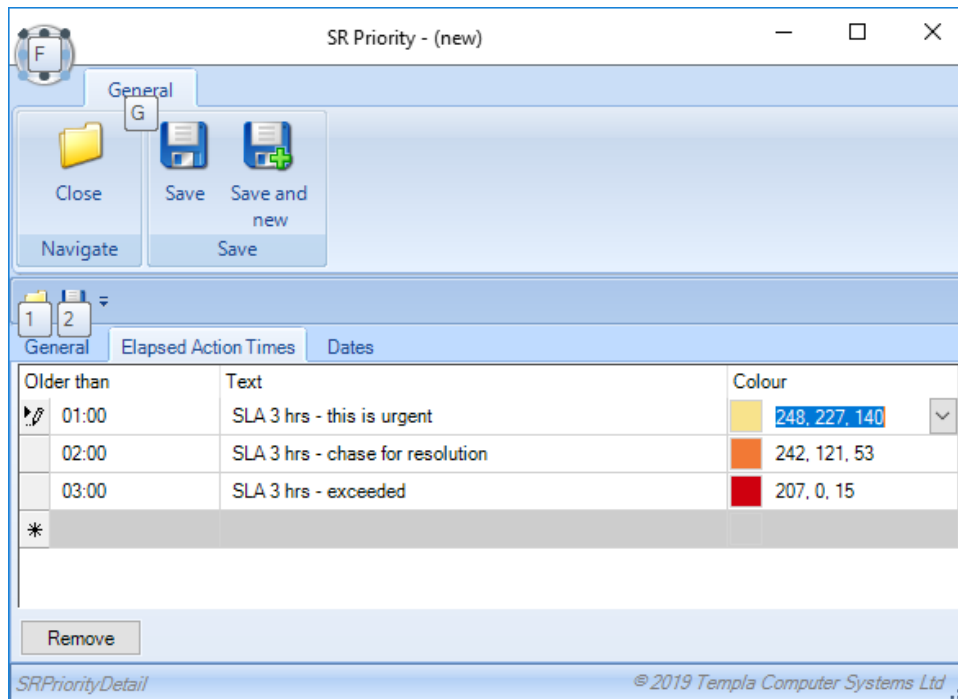 SR Priority - (new)
F
General
G
Close
Save
Save and new
Navigate
Save
1
2
General Elapsed Action Times Dates
Older than Text Colour
01:00 SLA 3 hrs - this is urgent 248, 227, 140
02:00 SLA 3 hrs - chase for resolution 242, 121, 53
03:00 SLA 3 hrs - exceeded 207, 0, 15
Remove
SRPriorityDetail © 2019 Templa Computer Systems Ltd